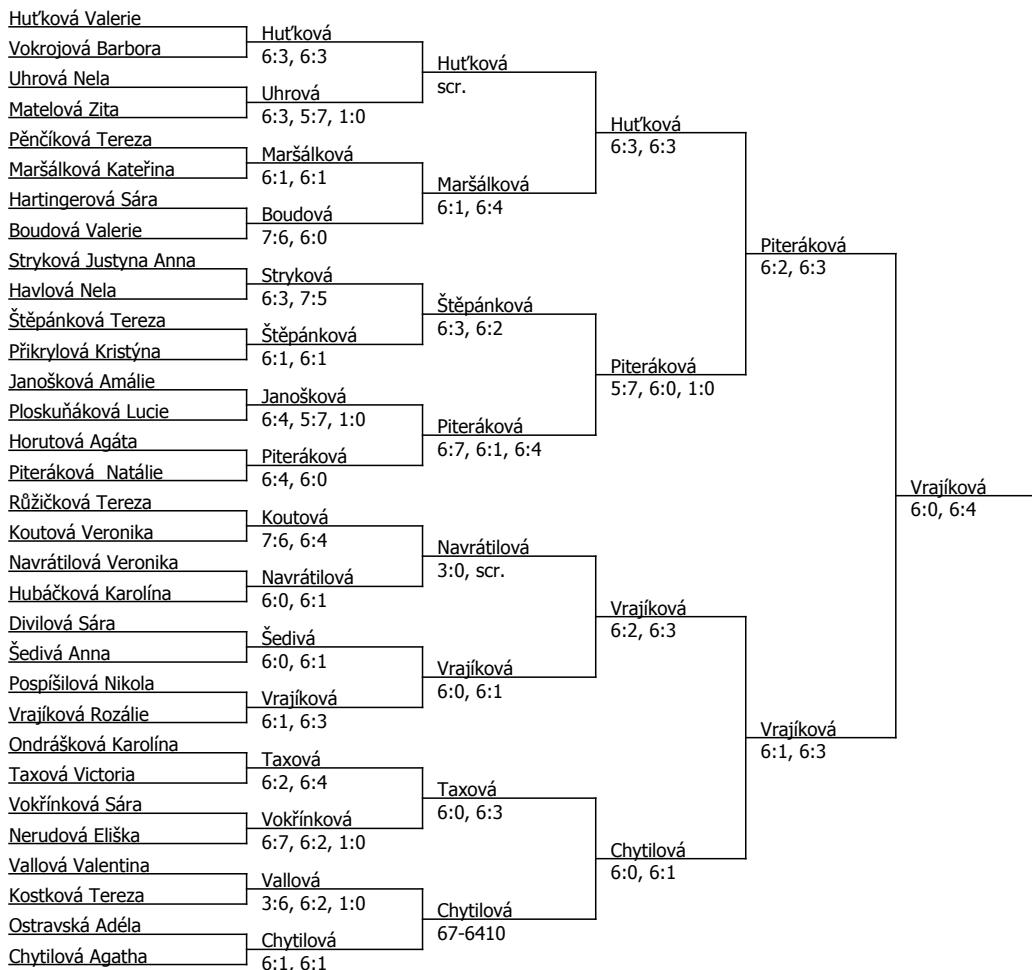 Huťková Valerie
Vokrojová Barbora
Uhrová Nela
Matelová Zita
Pěnčíková Tereza
Maršálková Kateřina
Hartingerová Sára
Boudová Valerie
Stryková Justyna Anna
Havlová Nela
Štěpánková Tereza
Přikrylová Kristýna
Janošková Amálie
Ploskuňáková Lucie
Horutová Agáta
Piteráková  Natálie
Růžičková Tereza
Koutová Veronika
Navrátilová Veronika
Hubáčková Karolína
Divilová Sára
Šedivá Anna
Pospíšilová Nikola
Vrajíková Rozálie
Ondrášková Karolína
Taxová Victoria
Vokřínková Sára
Nerudová Eliška
Vallová Valentina
Kostková Tereza
Ostravská Adéla
Chytilová Agatha
Huťková
6:3, 6:3
Uhrová
6:3, 5:7, 1:0
Maršálková
6:1, 6:1
Boudová
7:6, 6:0
Stryková
6:3, 7:5
Štěpánková
6:1, 6:1
Janošková
6:4, 5:7, 1:0
Piteráková
6:4, 6:0
Koutová
7:6, 6:4
Navrátilová
6:0, 6:1
Šedivá
6:0, 6:1
Vrajíková
6:1, 6:3
Taxová
6:2, 6:4
Vokřínková
6:7, 6:2, 1:0
Vallová
3:6, 6:2, 1:0
Chytilová
6:1, 6:1
Huťková
scr.
Maršálková
6:1, 6:4
Štěpánková
6:3, 6:2
Piteráková
6:7, 6:1, 6:4
Navrátilová
3:0, scr.
Vrajíková
6:0, 6:1
Taxová
6:0, 6:3
Chytilová
67-6410
Huťková
6:3, 6:3
Piteráková
5:7, 6:0, 1:0
Vrajíková
6:2, 6:3
Chytilová
6:0, 6:1
Piteráková
6:2, 6:3
Vrajíková
6:1, 6:3
Vrajíková
6:0, 6:4